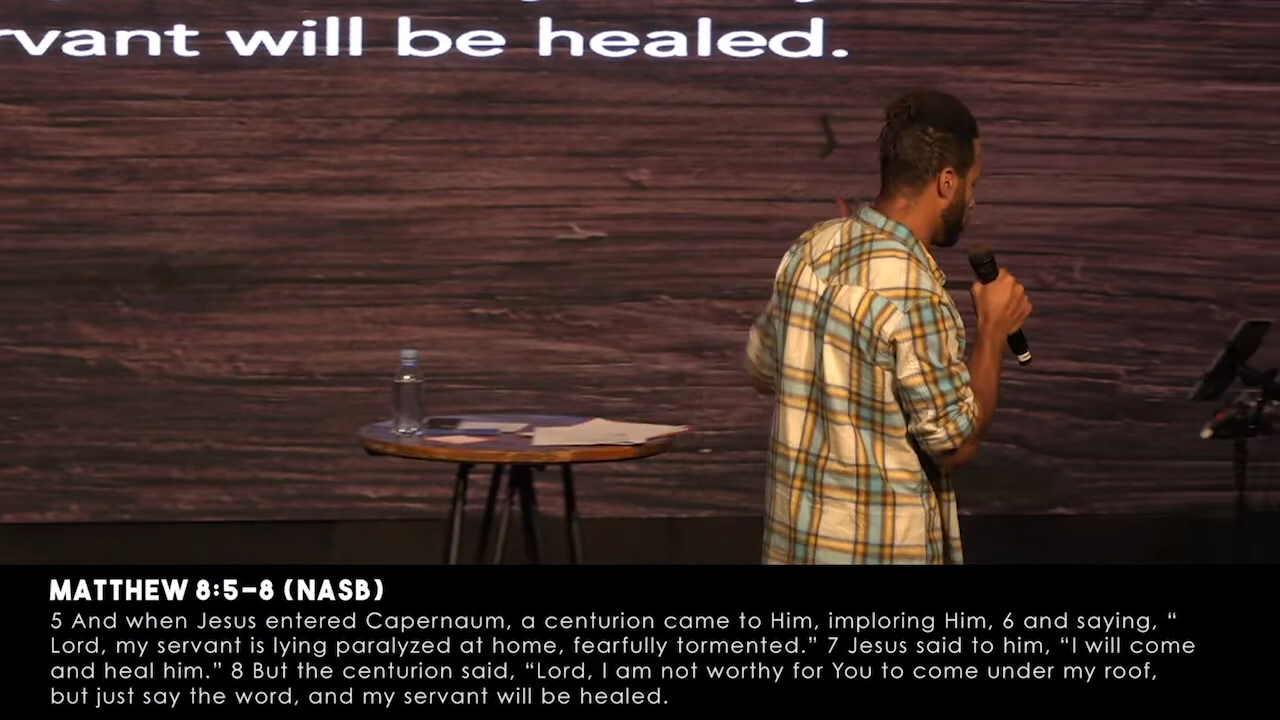 rvant will be healed.
MATTHEW 8:5-8 (NASB)
5 And when Jesus entered Capernaum, a centurion came to Him, imploring Him, 6 and saying, “
Lord, my servant is lying paralyzed at home, fearfully tormented.” 7 Jesus said to him, “I will come
and heal him.” 8 But the centurion said, “Lord, I am not worthy for You to come under my roof,
but just say the word, and my servant will be healed.